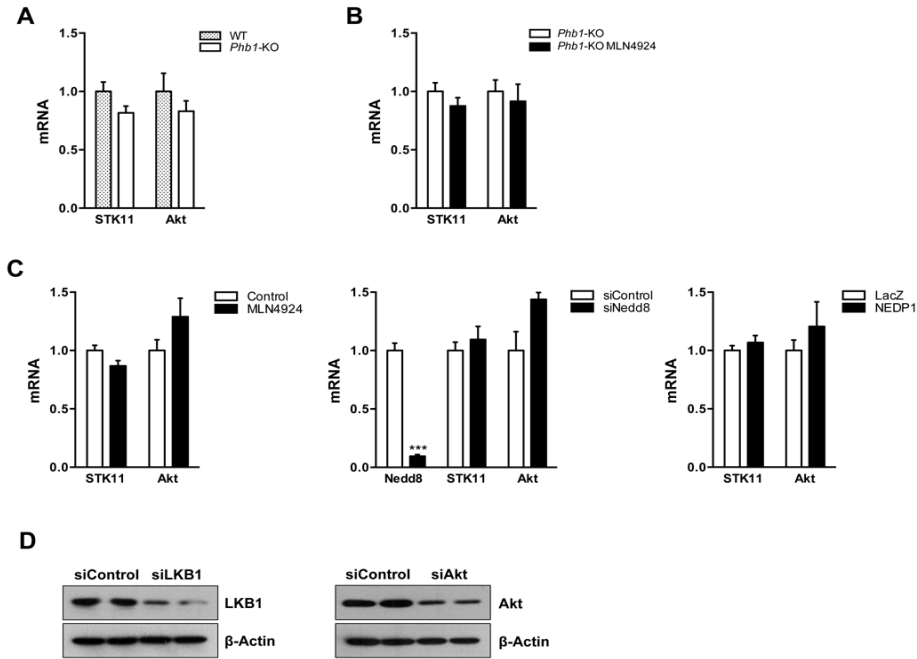 A
mRNA
1.5
1.0
0.5
0.0
STK11 Akt
WT
Phb1-KO
B
mRNA
1.5
1.0
0.5
0.0
STK11 Akt
Phb1-KO
Phb1-KO MLN4924
C
mRNA
1.5
1.0
0.5
0.0
STK11 Akt
Control
MLN4924
mRNA
1.5
1.0
0.5
0.0
***
Nedd8 STK11 Akt
siControl
siNedd8
mRNA
1.5
1.0
0.5
0.0
STK11 Akt
LacZ
NEDP1
D
siControl siLKB1
LKB1
β-Actin
siControl siAkt
Akt
β-Actin